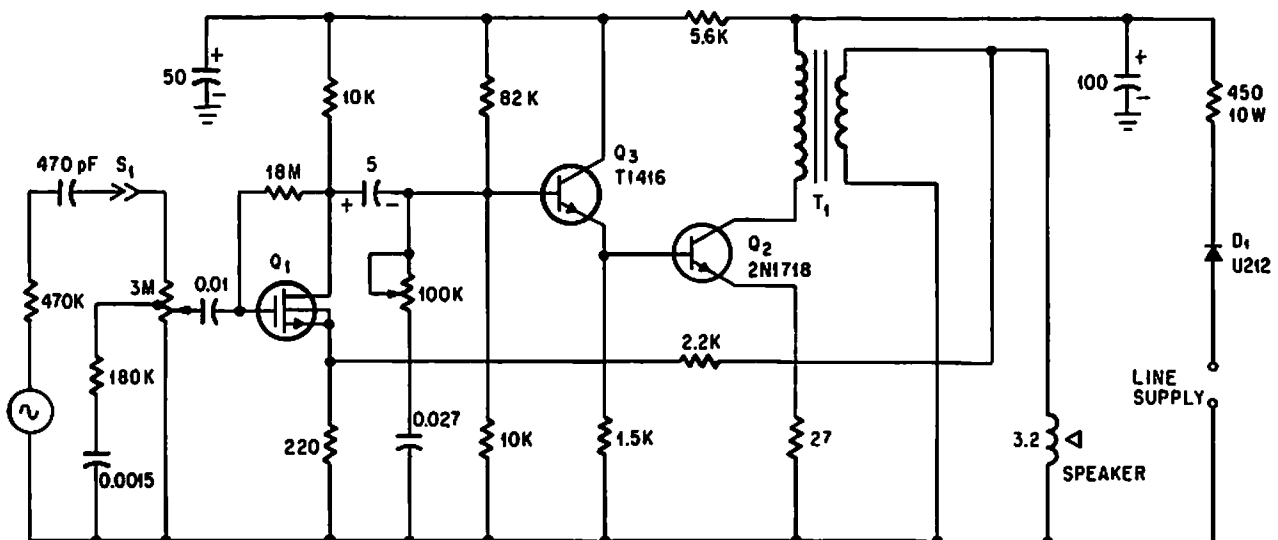 5.6K
50
+
-
10K
82K
+
100
-
450
10W
470 pF
S1
18M
5
+
-
Q3
T1416
T1
Q2
2N1718
D1
U212
Q1
0.01
3M
470K
100K
2.2K
LINE
SUPPLY
180K
0.027
220
10K
1.5K
27
3.2
SPEAKER
0.0015